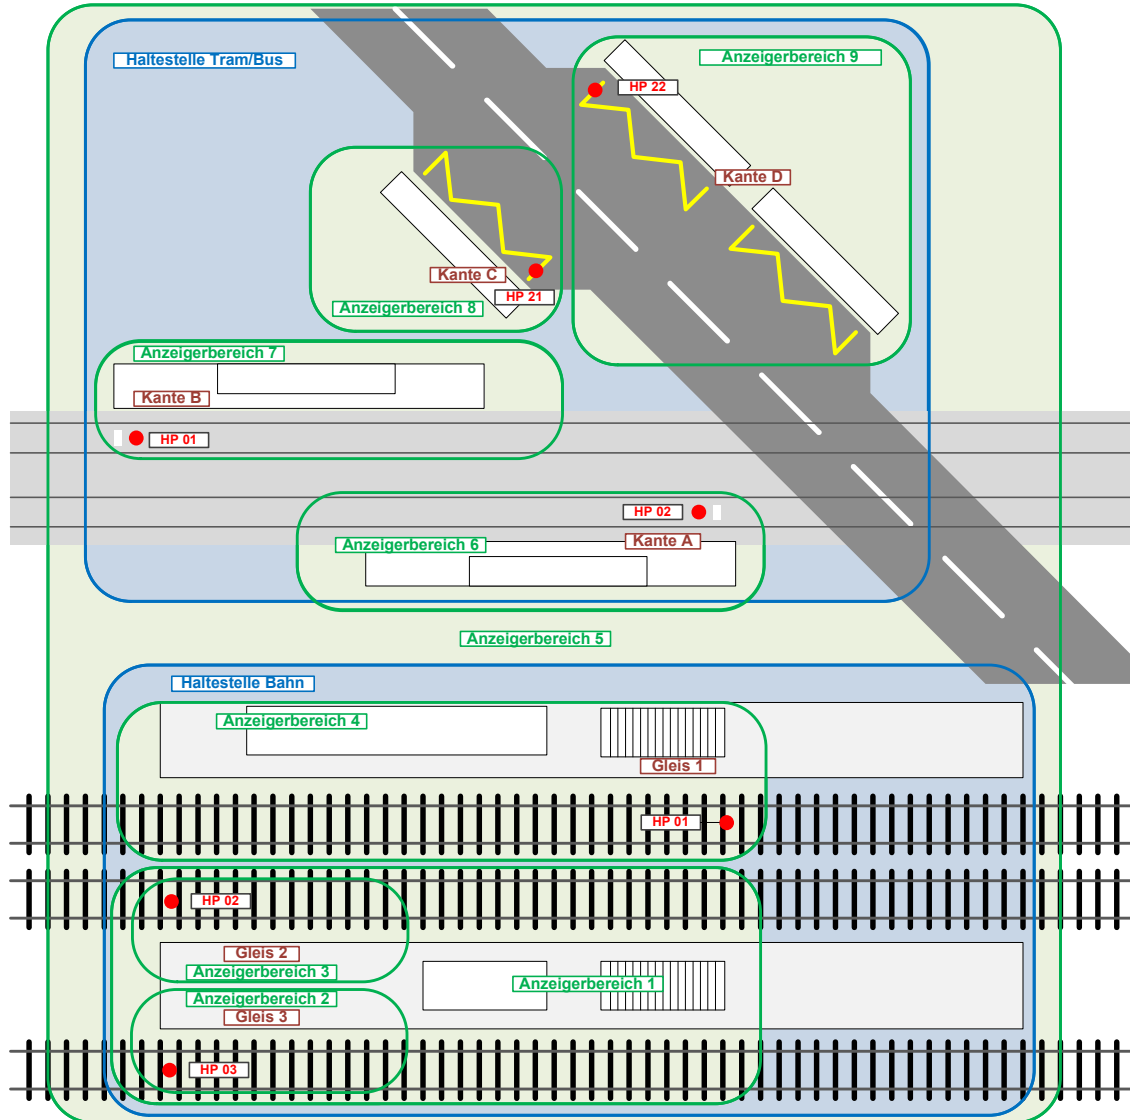 Haltestelle Tram/Bus
Anzeigerbereich 9
HP 22
Kante D
Kante C
HP 21
Anzeigerbereich 8
Anzeigerbereich 7
Kante B
HP 01
HP 02
Kante A
Anzeigerbereich 6
Anzeigerbereich 5
Haltestelle Bahn
Anzeigerbereich 4
Gleis 1
HP 01
HP 02
Gleis 2
Anzeigerbereich 3
Anzeigerbereich 1
Anzeigerbereich 2
Gleis 3
HP 03